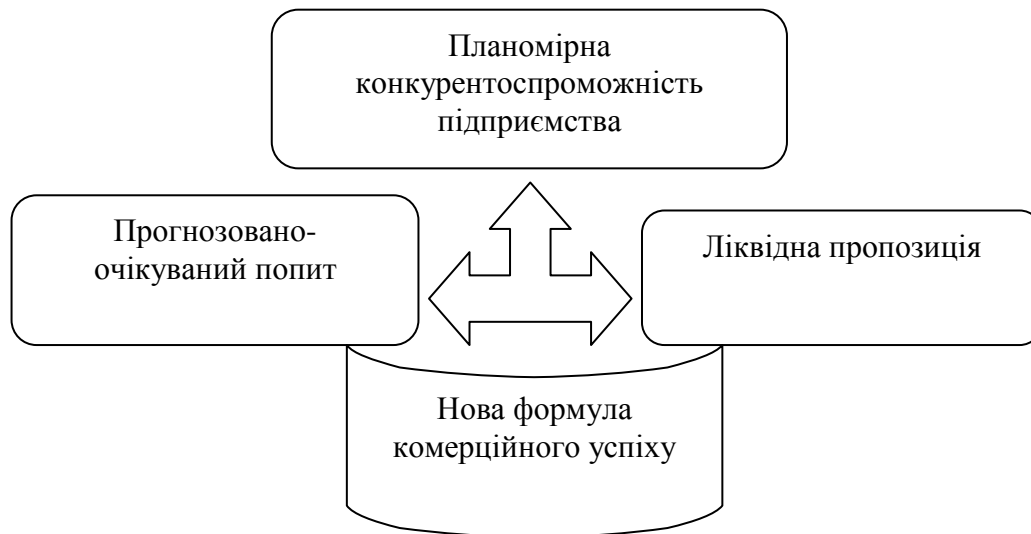 Планомірна
конкурентоспроможність
підприємства
Прогнозовано-
очікуваний попит
Ліквідна пропозиція
Нова формула
комерційного успіху